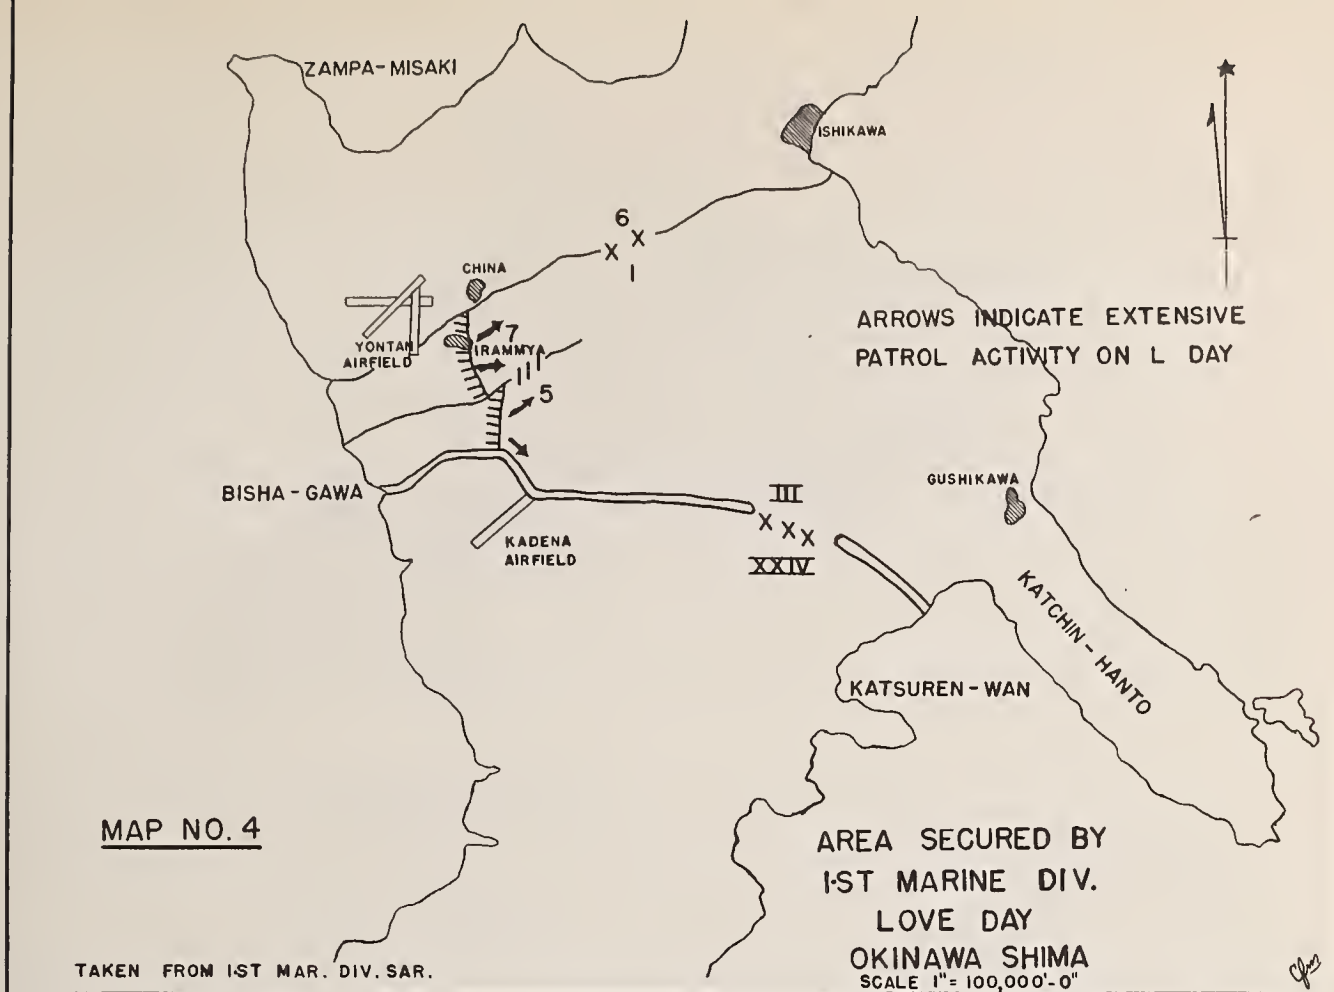 ZAMPA-MISAKI
ISHIKAWA
6
X X
I
CHINA
ARROWS INDICATE EXTENSIVE
PATROL ACTIVITY ON L DAY
YONTAN
AIRFIELD
7
IRAMMYA
III
5
BISHA-GAWA
KADENA
AIRFIELD
III
X X X
XXIV
GUSHIKAWA
KATCHIN-HANTO
KATSUREN-WAN
MAP NO. 4
AREA SECURED BY
1·ST MARINE DIV.
LOVE DAY
OKINAWA SHIMA
SCALE 1"= 100,000'-0"
TAKEN FROM 1·ST MAR. DIV. SAR.